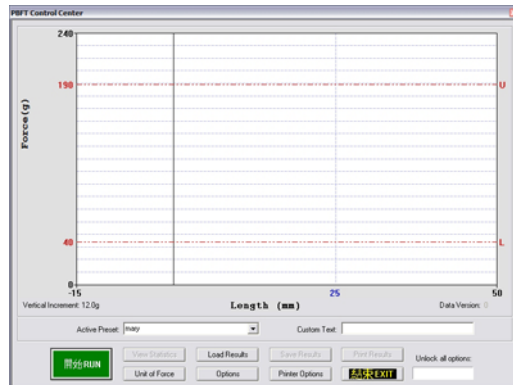 PBFT Control Center
240
190
U
Force(g)
40
L
0
-15
25
50
Vertical Increment: 12.0g
Length (mm)
Data Version: 0
Active Preset: mary
Custom Text:
開始RUN
View Statistics
Load Results
Save Results
Print Results
Unlock all options:
Unit of Force
Options
Printer Options
結束EXIT